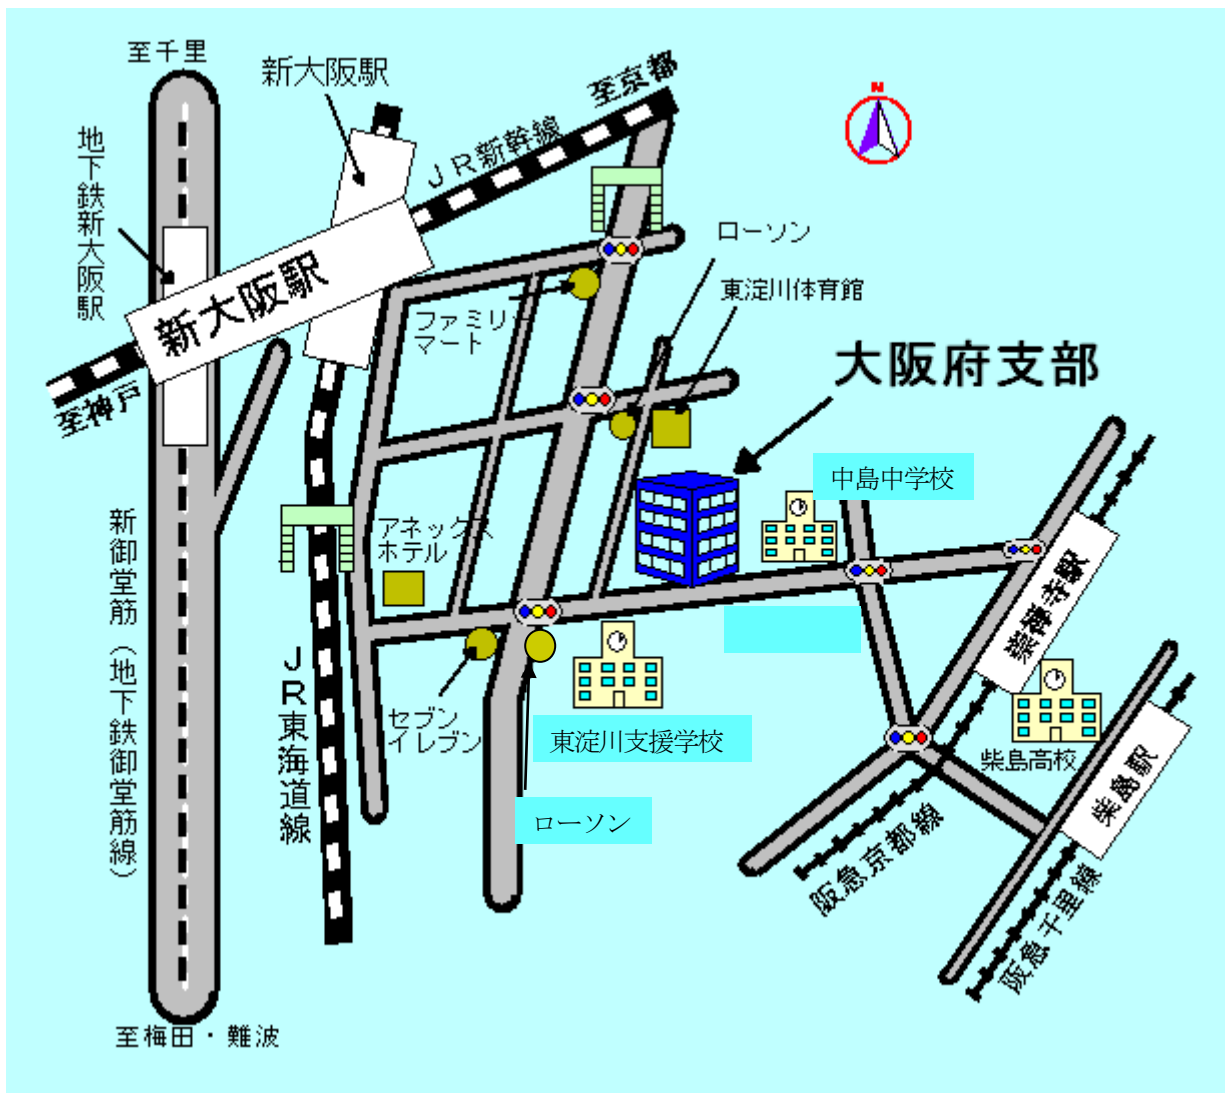 至千里
新大阪駅
至京都
N
地下鉄新大阪駅
JR新幹線
ローソン
東淀川体育館
新大阪駅
ファミリー
マート
大阪府支部
至神戸
中島中学校
アネックス
ホテル
新御堂筋(地下鉄御堂筋線)
崇禅寺駅
JR東海道線
セブン
イレブン
東淀川支援学校
柴島高校
柴島駅
ローソン
阪急京都線
阪急千里線
至梅田・難波